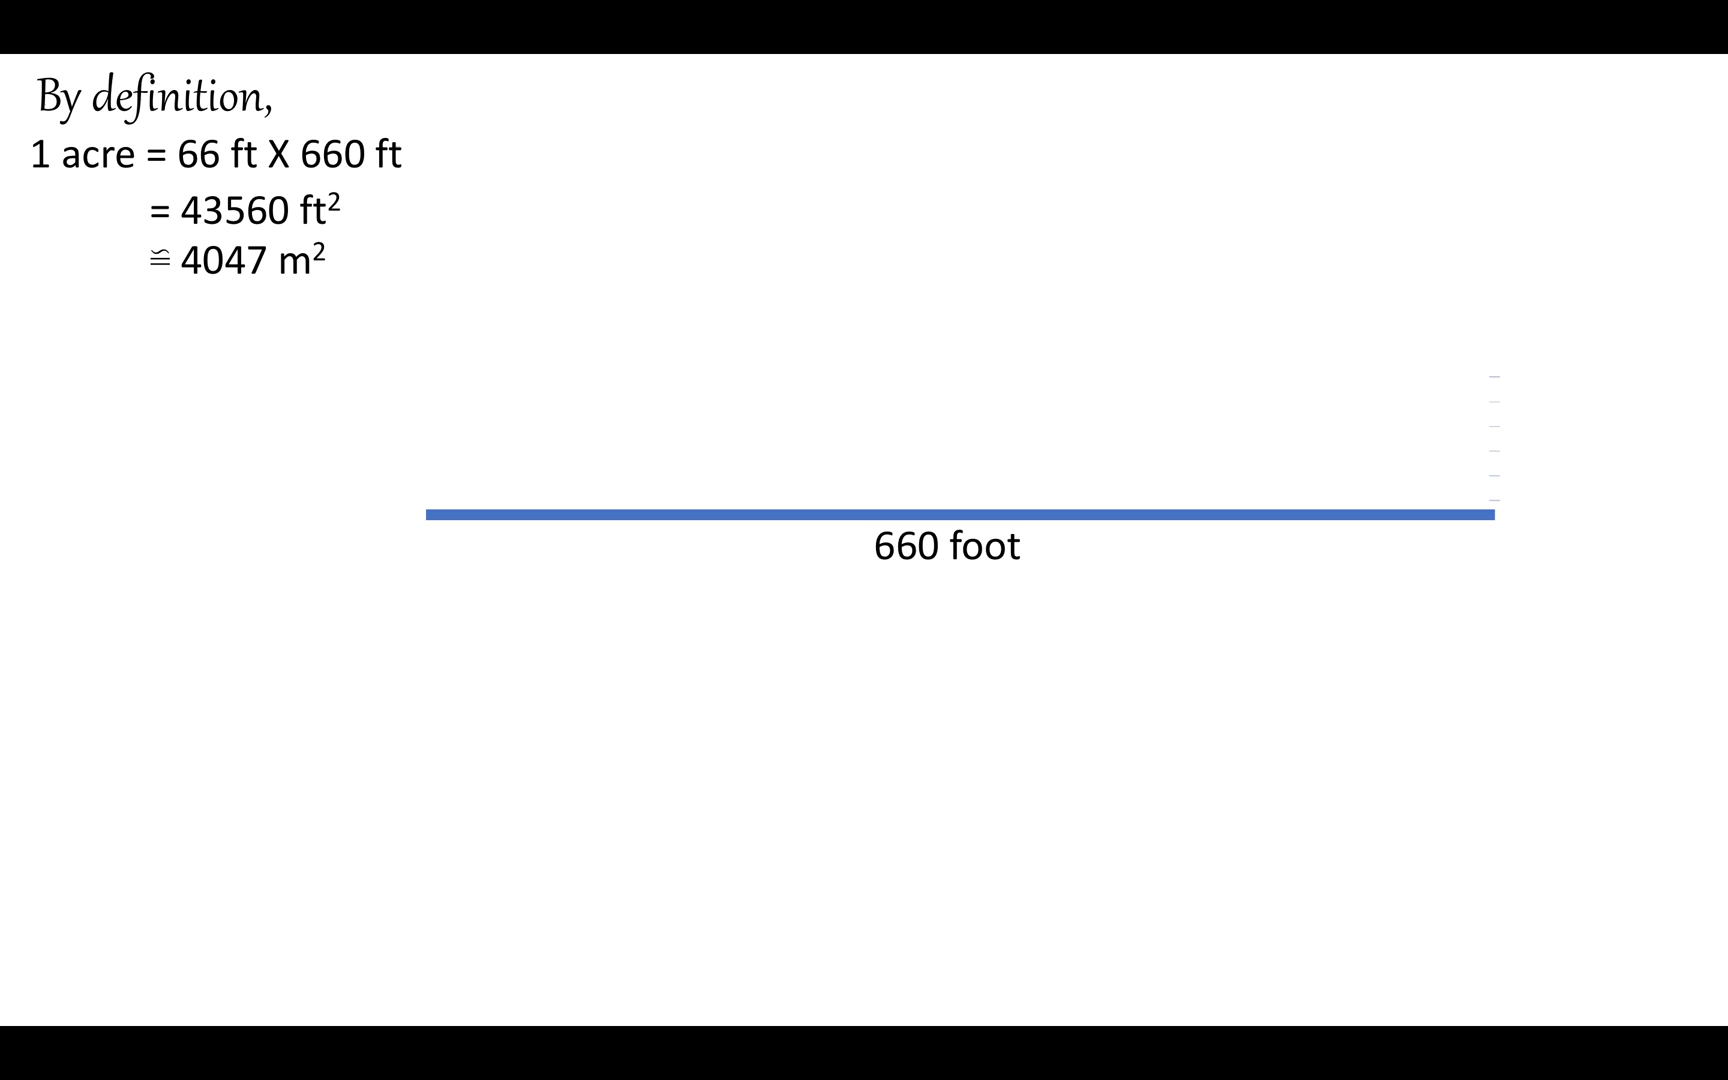 By definition,
1 acre = 66 ft X 660 ft
= 43560 ft²
≌ 4047 m²
660 foot